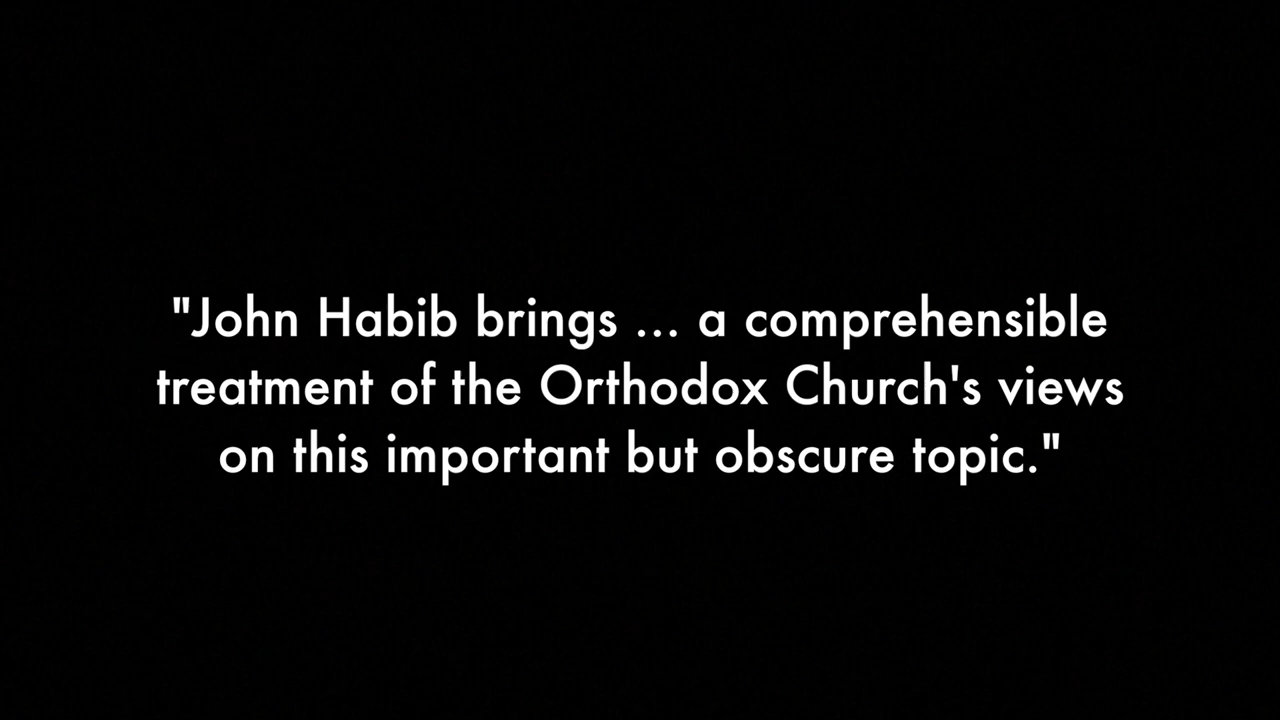 "John Habib brings ... a comprehensible
treatment of the Orthodox Church's views
on this important but obscure topic."